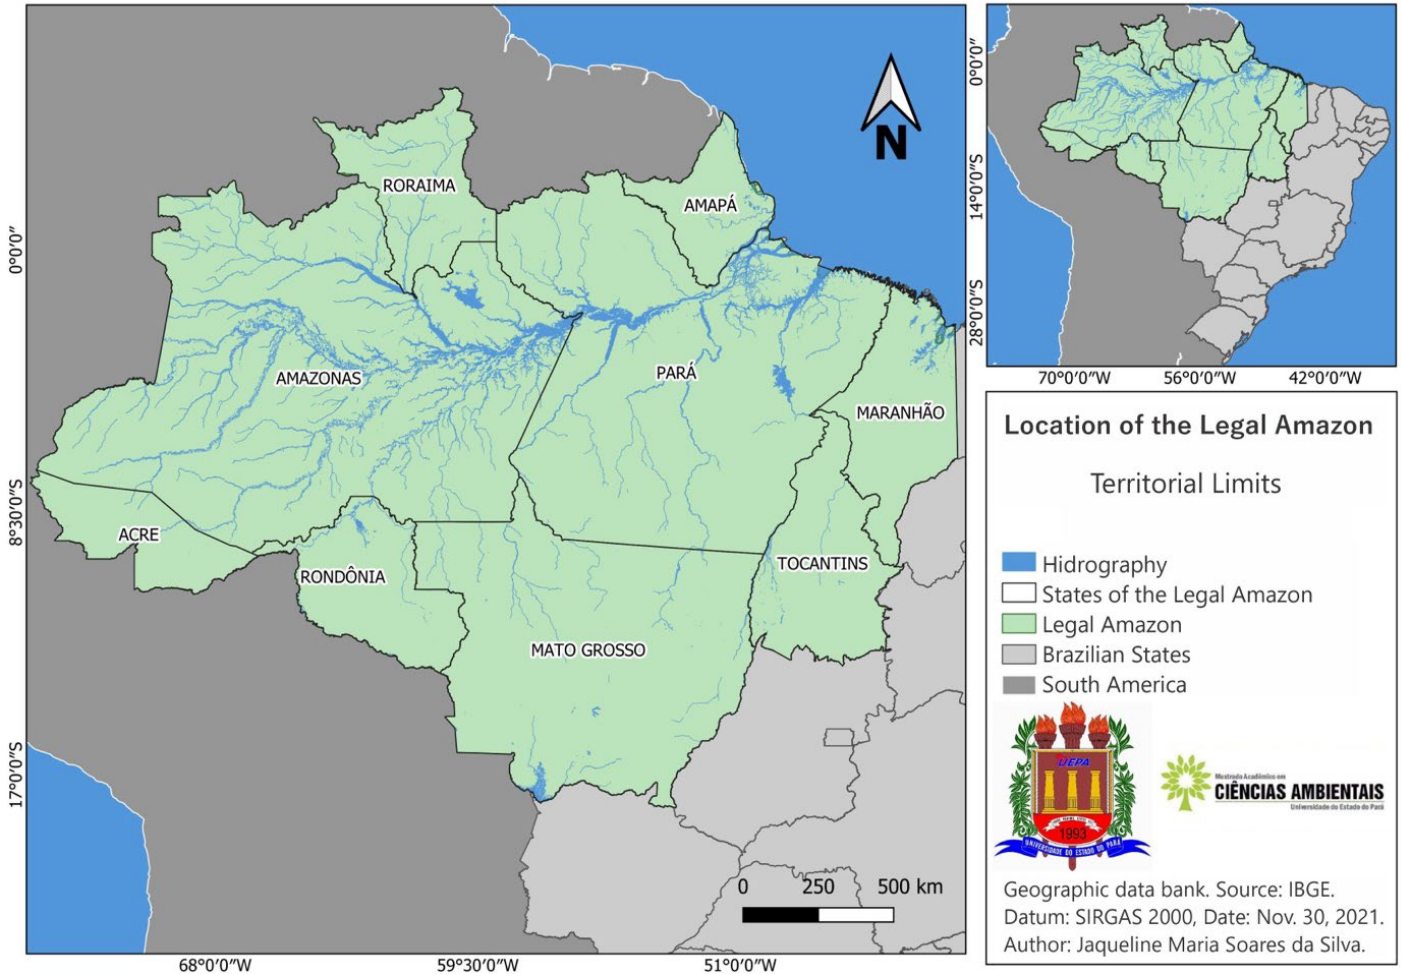 N
RORAIMA
AMAPÁ
AMAZONAS
PARÁ
MARANHÃO
ACRE
RONDÔNIA
TOCANTINS
MATO GROSSO
0°0'0"
8°30'0"S
17°0'0"S
68°0'0"W
59°30'0"W
51°0'0"W
0 250 500 km
0°0'0"
14°0'0"S
28°0'0"S
70°0'0"W
56°0'0"W
42°0'0"W
Location of the Legal Amazon
Territorial Limits
Hidrography
States of the Legal Amazon
Legal Amazon
Brazilian States
South America
UEPA
1993
UNIVERSIDADE DO ESTADO DO PARÁ
Mestrado Acadêmico em
CIÊNCIAS AMBIENTAIS
Universidade do Estado do Pará
Geographic data bank. Source: IBGE.
Datum: SIRGAS 2000, Date: Nov. 30, 2021.
Author: Jaqueline Maria Soares da Silva.